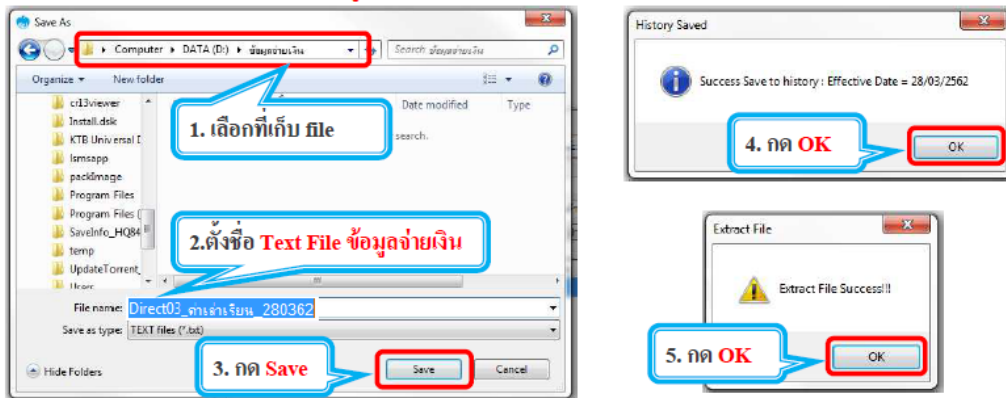 Save As
Computer ▸ DATA (D:) ▸ ข้อมูลจ่ายเงิน
Search ข้อมูลจ่ายเงิน
Organize New folder
Date modified Type
search.
cr13viewer
Install.dsk
KTB Universal D
lsmsapp
packImage
Program Files
Program Files (
SaveInfo_HQ84
temp
UpdateTorrent_
Users
1. เลือกที่เก็บ file
2.ตั้งชื่อ Text File ข้อมูลจ่ายเงิน
File name: Direct03_ค่าเล่าเรียน_280362
Save as type: TEXT files (*.txt)
3. กด Save
Hide Folders
Save
Cancel
History Saved
Success Save to history : Effective Date = 28/03/2562
4. กด OK
OK
Extract File
Extract File Success!!!
5. กด OK
OK